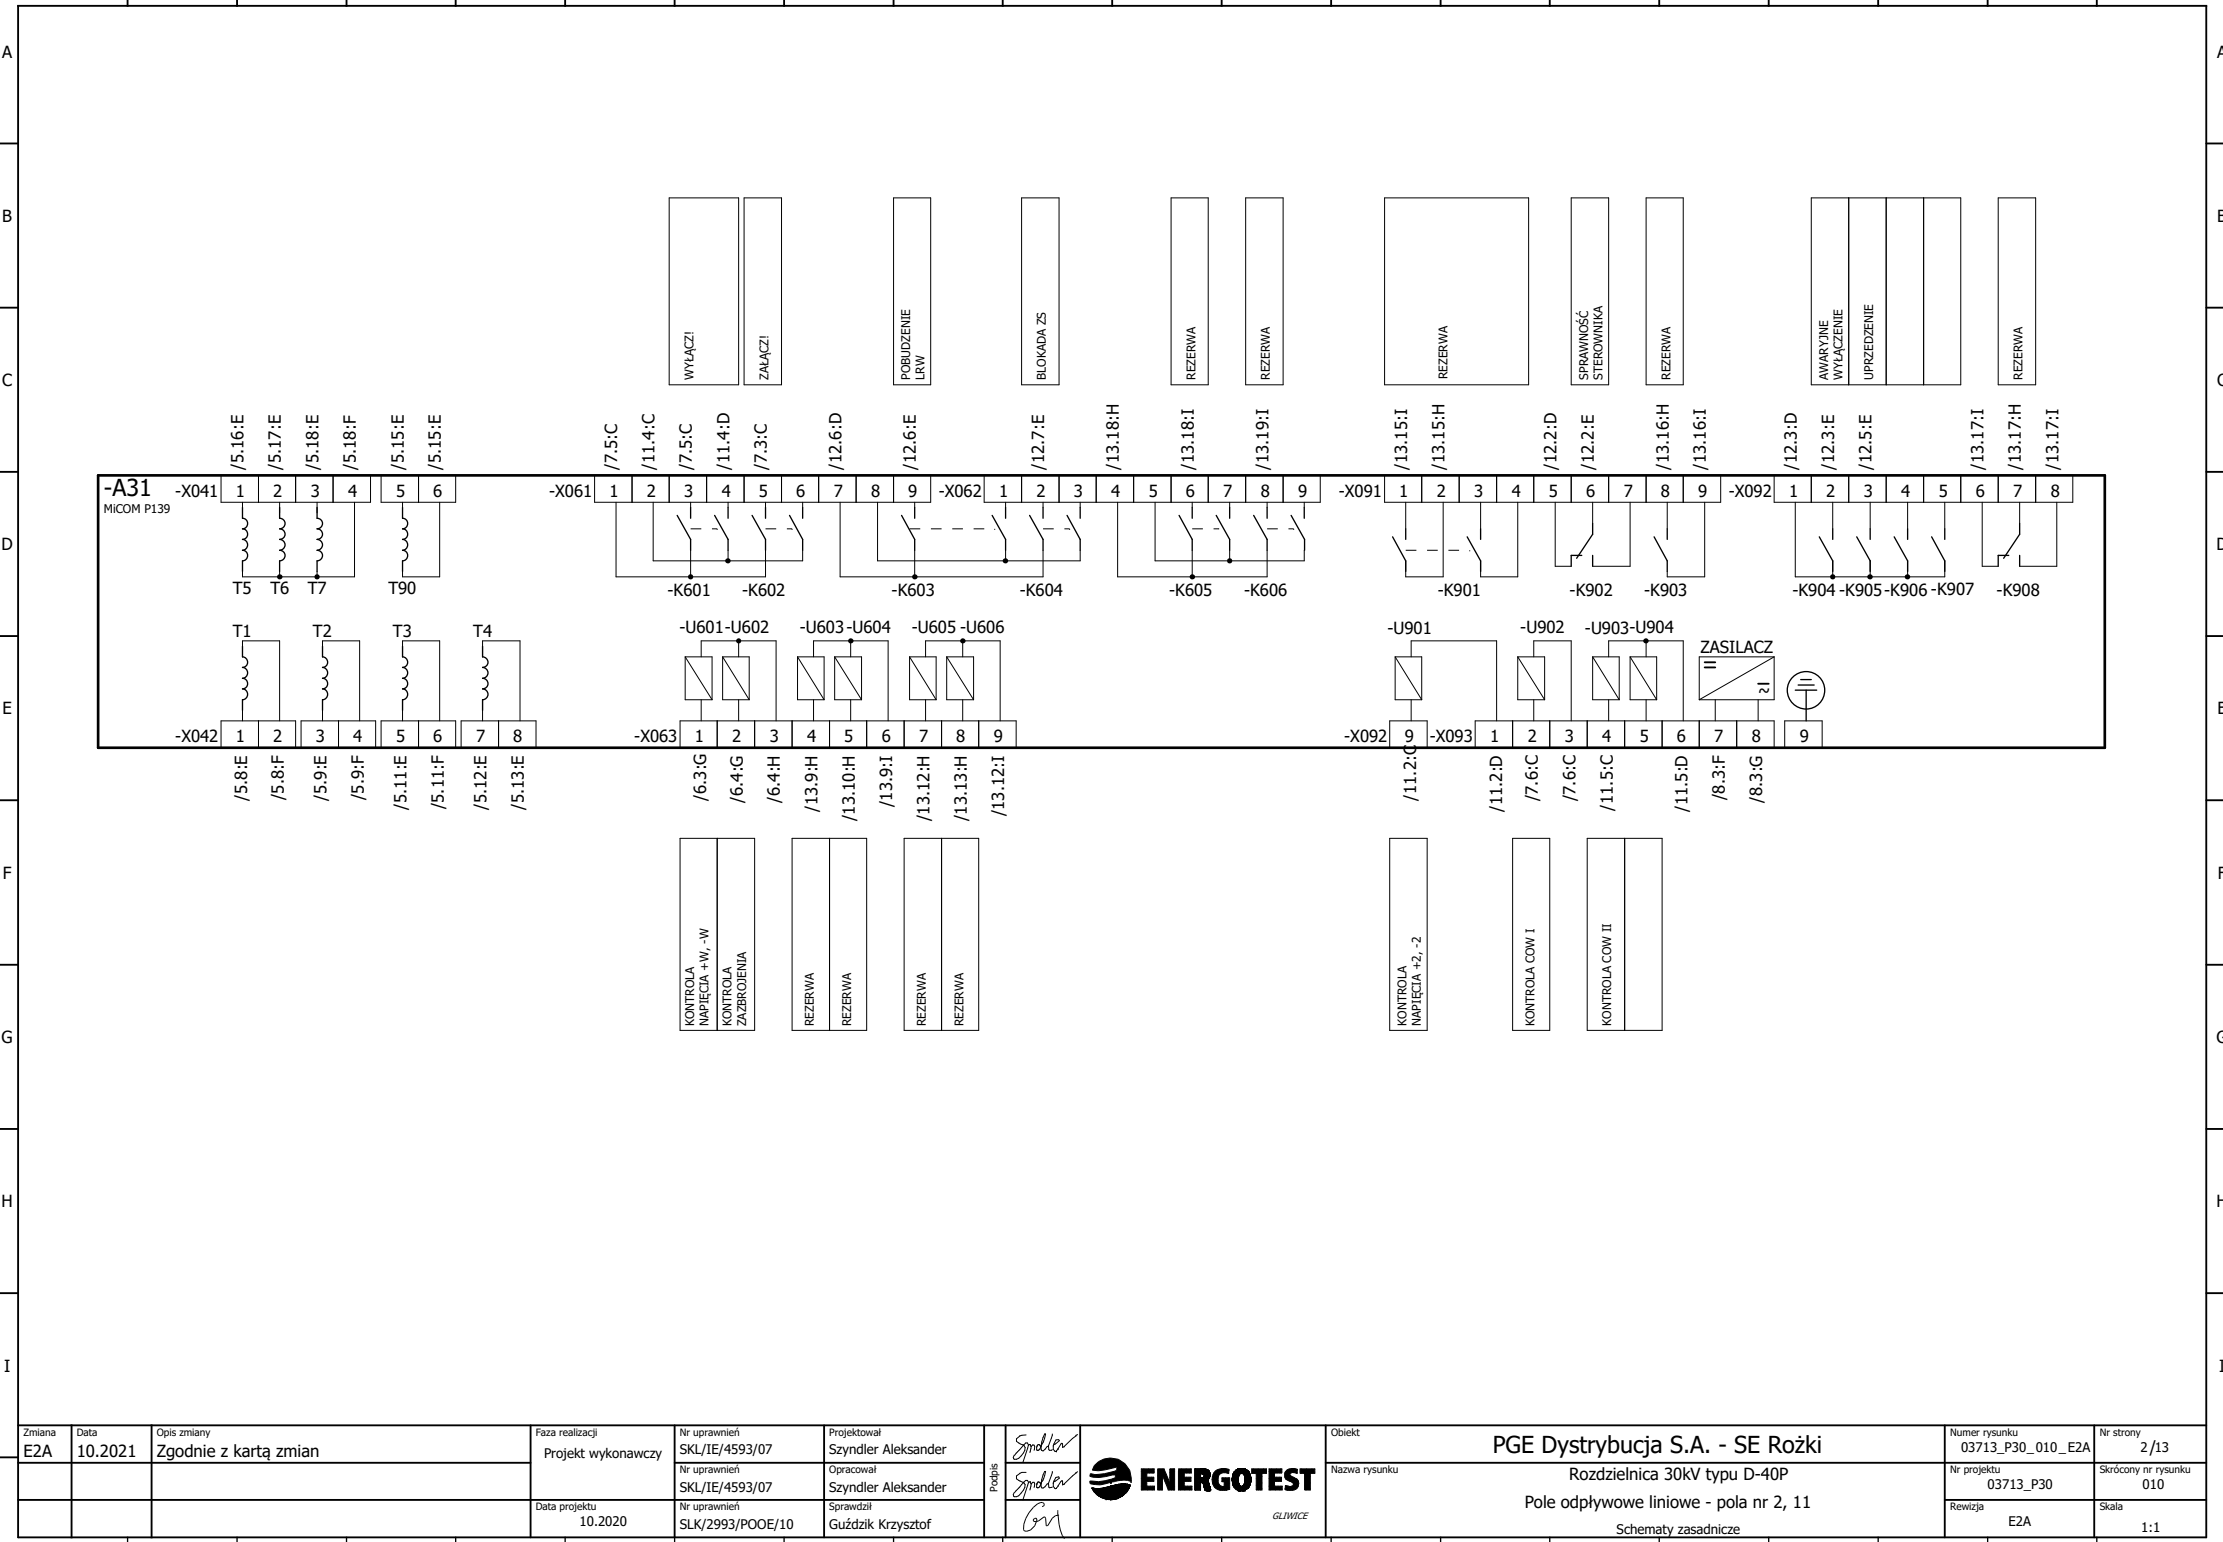 A
A
B
B
WYŁĄCZ!
ZAŁĄCZ!
POBUDZENIE
LRW
BLOKADA ZS
REZERWA
REZERWA
REZERWA
SPRAWNOŚĆ
STEROWNIKA
REZERWA
AWARYJNE
WYŁĄCZENIE
UPRZEDZENIE
REZERWA
C
C
/5.16:E /5.17:E /5.18:E /5.18:F /5.15:E /5.15:E
/7.5:C /11.4:C /7.5:C /11.4:D /7.3:C /12.6:D /12.6:E /12.7:E /13.18:H /13.18:I /13.19:I
/13.15:I /13.15:H /12.2:D /12.2:E /13.16:H /13.16:I /12.3:D /12.3:E /12.5:E /13.17:I /13.17:H /13.17:I
-A31
MiCOM P139
-X041 1 2 3 4 5 6
-X061 1 2 3 4 5 6 7 8 9
-X062 1 2 3 4 5 6 7 8 9
-X091 1 2 3 4 5 6 7 8 9
-X092 1 2 3 4 5 6 7 8
D
D
T5 T6 T7 T90
-K601 -K602 -K603 -K604 -K605 -K606 -K901 -K902 -K903 -K904 -K905 -K906 -K907 -K908
T1 T2 T3 T4
-U601 -U602 -U603 -U604 -U605 -U606 -U901 -U902 -U903 -U904
ZASILACZ
E
E
-X042 1 2 3 4 5 6 7 8
-X063 1 2 3 4 5 6 7 8 9
-X092 9
-X093 1 2 3 4 5 6 7 8 9
/5.8:E /5.8:F /5.9:E /5.9:F /5.11:E /5.11:F /5.12:E /5.13:E
/6.3:G /6.4:G /6.4:H /13.9:H /13.10:H /13.9:I /13.12:H /13.13:H /13.12:I
/11.2:C /11.2:D /7.6:C /7.6:C /11.5:C /11.5:D /8.3:F /8.3:G
F
F
KONTROLA
NAPIĘCIA +W, -W
KONTROLA
ZAZBROJENIA
REZERWA
REZERWA
REZERWA
REZERWA
KONTROLA
NAPIĘCIA +2, -2
KONTROLA COW I
KONTROLA COW II
G
G
H
H
I
I
Zmiana Data Opis zmiany
E2A 10.2021 Zgodnie z kartą zmian
Faza realizacji
Projekt wykonawczy
Data projektu
10.2020
Nr uprawnień
SKL/IE/4593/07
Projektował
Szyndler Aleksander
Nr uprawnień
SKL/IE/4593/07
Opracował
Szyndler Aleksander
Nr uprawnień
SLK/2993/POOE/10
Sprawdził
Guździk Krzysztof
Podpis
ENERGOTEST
GLIWICE
Obiekt
PGE Dystrybucja S.A. - SE Rożki
Nazwa rysunku
Rozdzielnica 30kV typu D-40P
Pole odpływowe liniowe - pola nr 2, 11
Schematy zasadnicze
Numer rysunku
03713_P30_010_E2A
Nr strony
2/13
Nr projektu
03713_P30
Skrócony nr rysunku
010
Rewizja
E2A
Skala
1:1